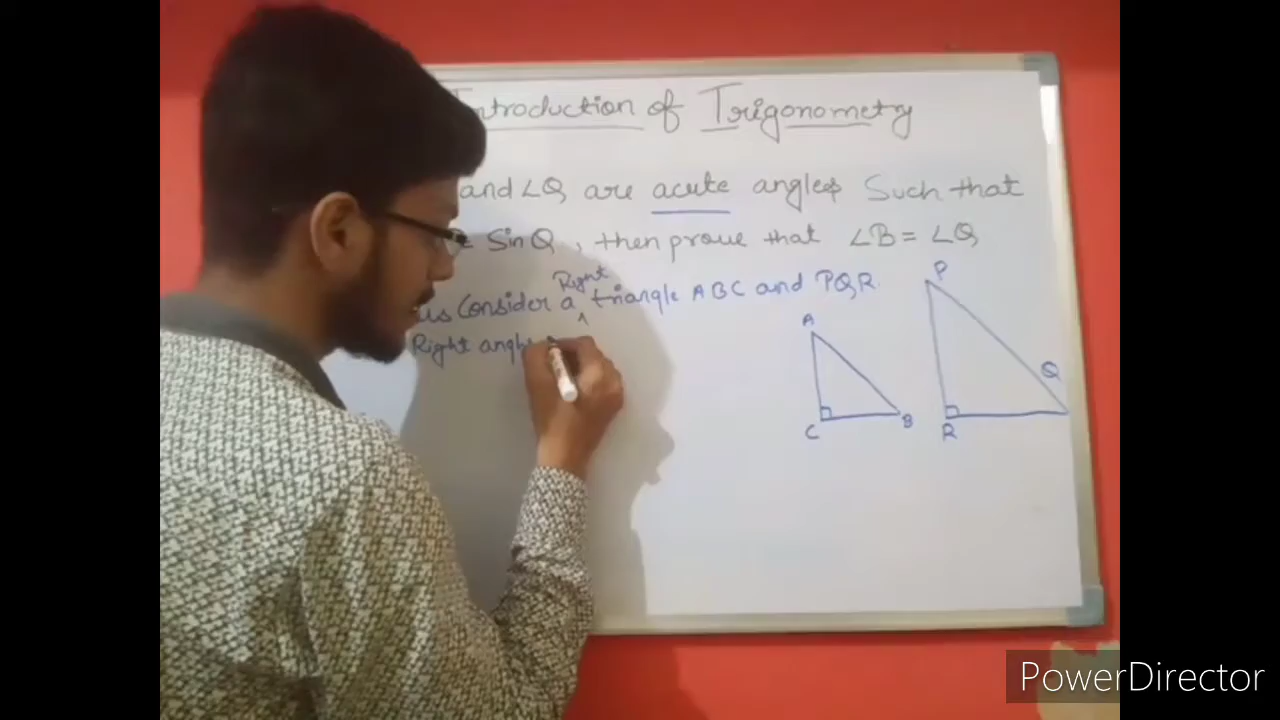 Introduction of Trigonometry
and ∠Q are acute angles Such that
= Sin Q, then prove that ∠B = ∠Q
Right
us Consider a ^ triangle ABC and PQR.
Right angle
A
C
B
P
Q
R
PowerDirector